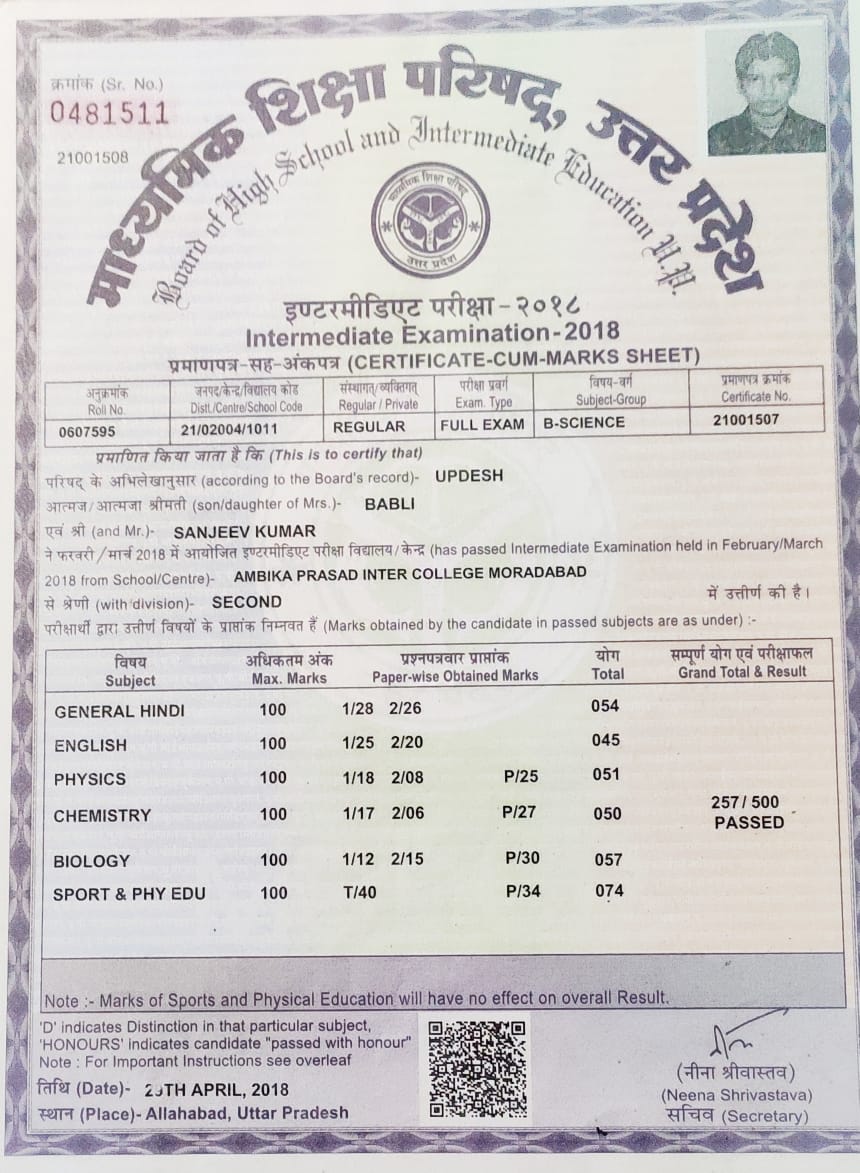 क्रमांक (Sr. No.)
0481511
21001508
माध्यमिक शिक्षा परिषद्, उत्तर प्रदेश
Board of High School and Intermediate Education U.P.
माध्यमिक शिक्षा परिषद्
उत्तर प्रदेश
इण्टरमीडिएट परीक्षा-२०१८
Intermediate Examination-2018
प्रमाणपत्र-सह-अंकपत्र (CERTIFICATE-CUM-MARKS SHEET)
अनुक्रमांक जनपद/केन्द्र/विद्यालय कोड संस्थागत/व्यक्तिगत् परीक्षा प्रवर्ग विषय-वर्ग प्रमाणपत्र क्रमांक
Roll No. Distt./Centre/School Code Regular / Private Exam. Type Subject-Group Certificate No.
0607595 21/02004/1011 REGULAR FULL EXAM B-SCIENCE 21001507
प्रमाणित किया जाता है कि (This is to certify that)
परिषद् के अभिलेखानुसार (according to the Board's record)- UPDESH
आत्मज/आत्मजा श्रीमती (son/daughter of Mrs.)- BABLI
एवं श्री (and Mr.)- SANJEEV KUMAR
ने फरवरी/मार्च 2018 में आयोजित इण्टरमीडिएट परीक्षा विद्यालय/केन्द्र (has passed Intermediate Examination held in February/March
2018 from School/Centre)- AMBIKA PRASAD INTER COLLEGE MORADABAD
से श्रेणी (with division)- SECOND में उत्तीर्ण की है।
परीक्षार्थी द्वारा उत्तीर्ण विषयों के प्राप्तांक निम्नवत हैं (Marks obtained by the candidate in passed subjects are as under) :-
विषय अधिकतम अंक प्रश्नपत्रवार प्राप्तांक योग सम्पूर्ण योग एवं परीक्षाफल
Subject Max. Marks Paper-wise Obtained Marks Total Grand Total & Result
GENERAL HINDI 100 1/28 2/26 054
ENGLISH 100 1/25 2/20 045
PHYSICS 100 1/18 2/08 P/25 051
257/500
CHEMISTRY 100 1/17 2/06 P/27 050
PASSED
BIOLOGY 100 1/12 2/15 P/30 057
SPORT & PHY EDU 100 T/40 P/34 074
Note :- Marks of Sports and Physical Education will have no effect on overall Result.
'D' indicates Distinction in that particular subject,
'HONOURS' indicates candidate "passed with honour"
Note : For Important Instructions see overleaf
तिथि (Date)- 29TH APRIL, 2018
स्थान (Place)- Allahabad, Uttar Pradesh
(नीना श्रीवास्तव)
(Neena Shrivastava)
सचिव (Secretary)